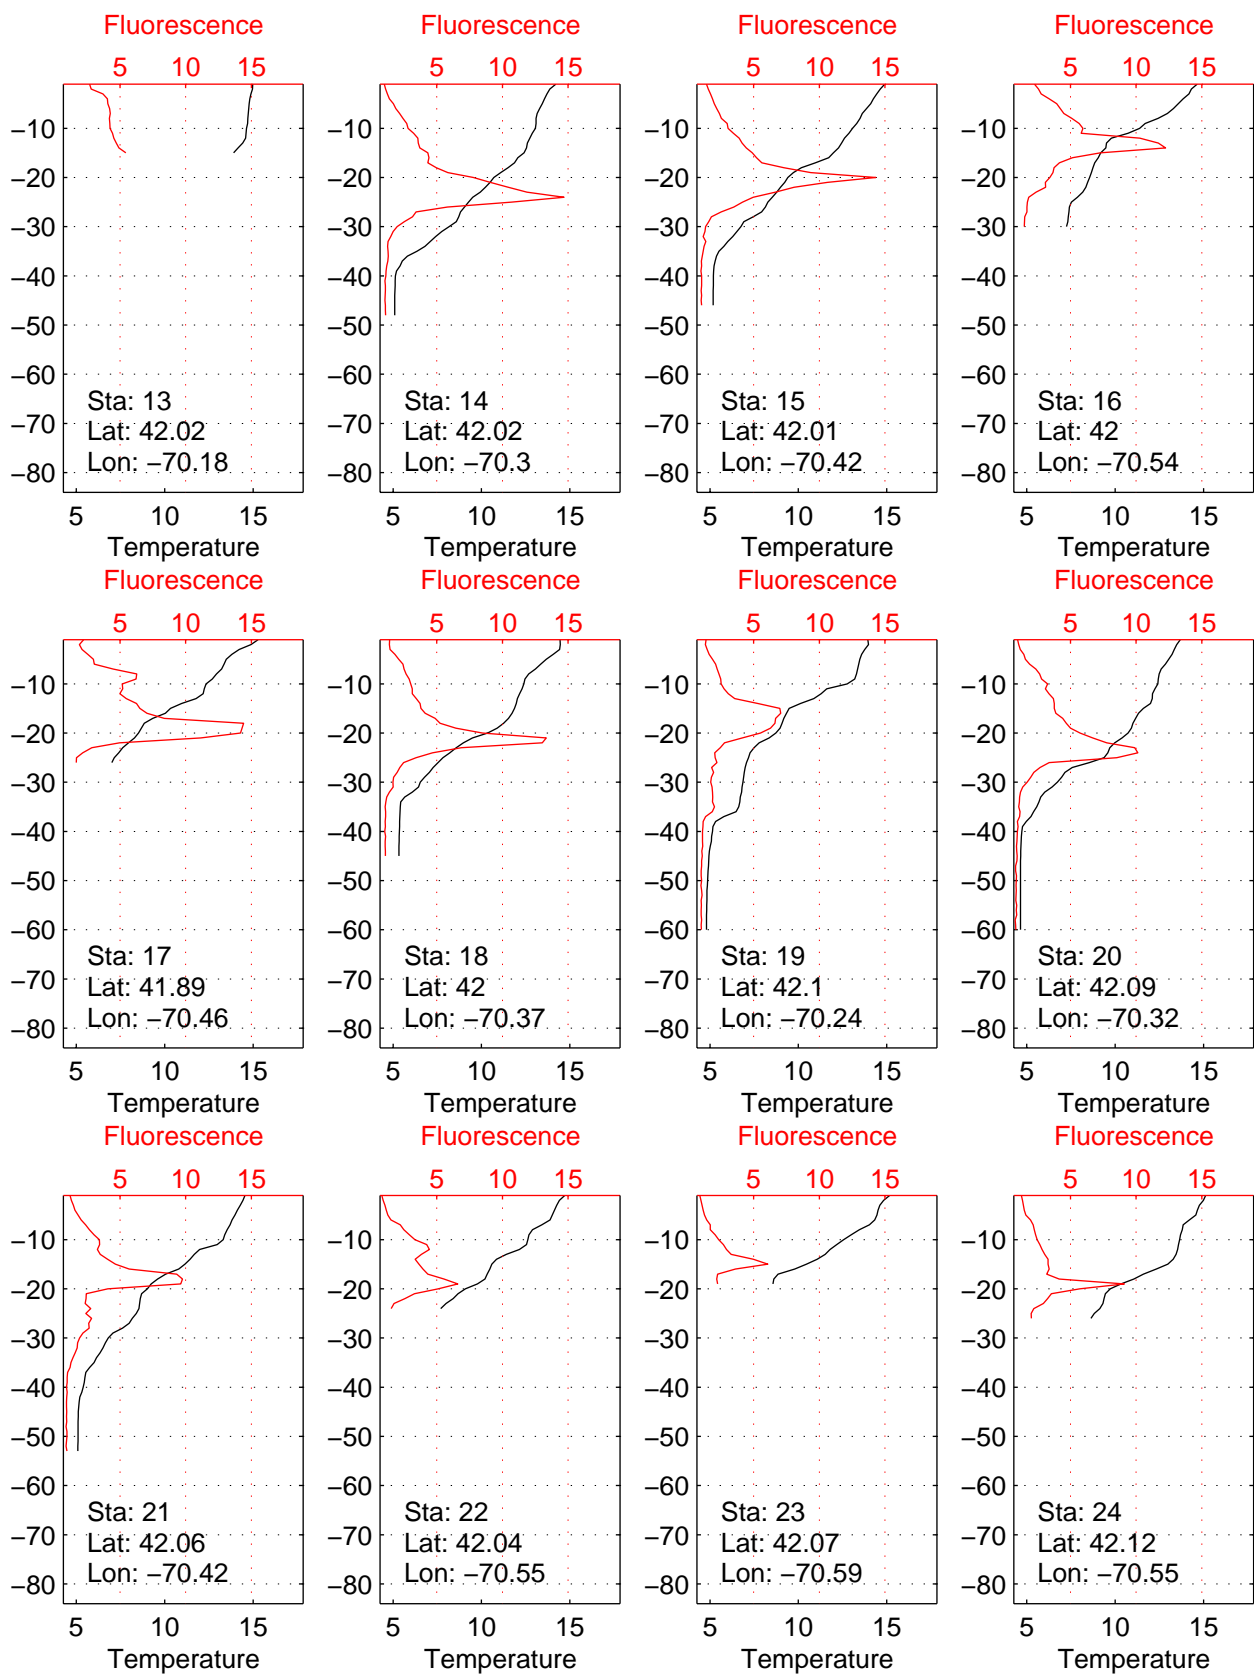 Fluorescence Fluorescence Fluorescence Fluorescence
5 10 15 5 10 15 5 10 15 5 10 15
−10 −10 −10 −10
−20 −20 −20 −20
−30 −30 −30 −30
−40 −40 −40 −40
−50 −50 −50 −50
−60 −60 −60 −60
Sta: 13 Sta: 14 Sta: 15 Sta: 16
−70 −70 −70 −70
Lat: 42.02 Lat: 42.02 Lat: 42.01 Lat: 42
Lon: −70.18 Lon: −70.3 Lon: −70.42 Lon: −70.54
−80 −80 −80 −80
5 10 15 5 10 15 5 10 15 5 10 15
Temperature Temperature Temperature Temperature
Fluorescence Fluorescence Fluorescence Fluorescence
5 10 15 5 10 15 5 10 15 5 10 15
−10 −10 −10 −10
−20 −20 −20 −20
−30 −30 −30 −30
−40 −40 −40 −40
−50 −50 −50 −50
−60 −60 −60 −60
Sta: 17 Sta: 18 Sta: 19 Sta: 20
−70 −70 −70 −70
Lat: 41.89 Lat: 42 Lat: 42.1 Lat: 42.09
Lon: −70.46 Lon: −70.37 Lon: −70.24 Lon: −70.32
−80 −80 −80 −80
5 10 15 5 10 15 5 10 15 5 10 15
Temperature Temperature Temperature Temperature
Fluorescence Fluorescence Fluorescence Fluorescence
5 10 15 5 10 15 5 10 15 5 10 15
−10 −10 −10 −10
−20 −20 −20 −20
−30 −30 −30 −30
−40 −40 −40 −40
−50 −50 −50 −50
−60 −60 −60 −60
Sta: 21 Sta: 22 Sta: 23 Sta: 24
−70 −70 −70 −70
Lat: 42.06 Lat: 42.04 Lat: 42.07 Lat: 42.12
Lon: −70.42 Lon: −70.55 Lon: −70.59 Lon: −70.55
−80 −80 −80 −80
5 10 15 5 10 15 5 10 15 5 10 15
Temperature Temperature Temperature Temperature